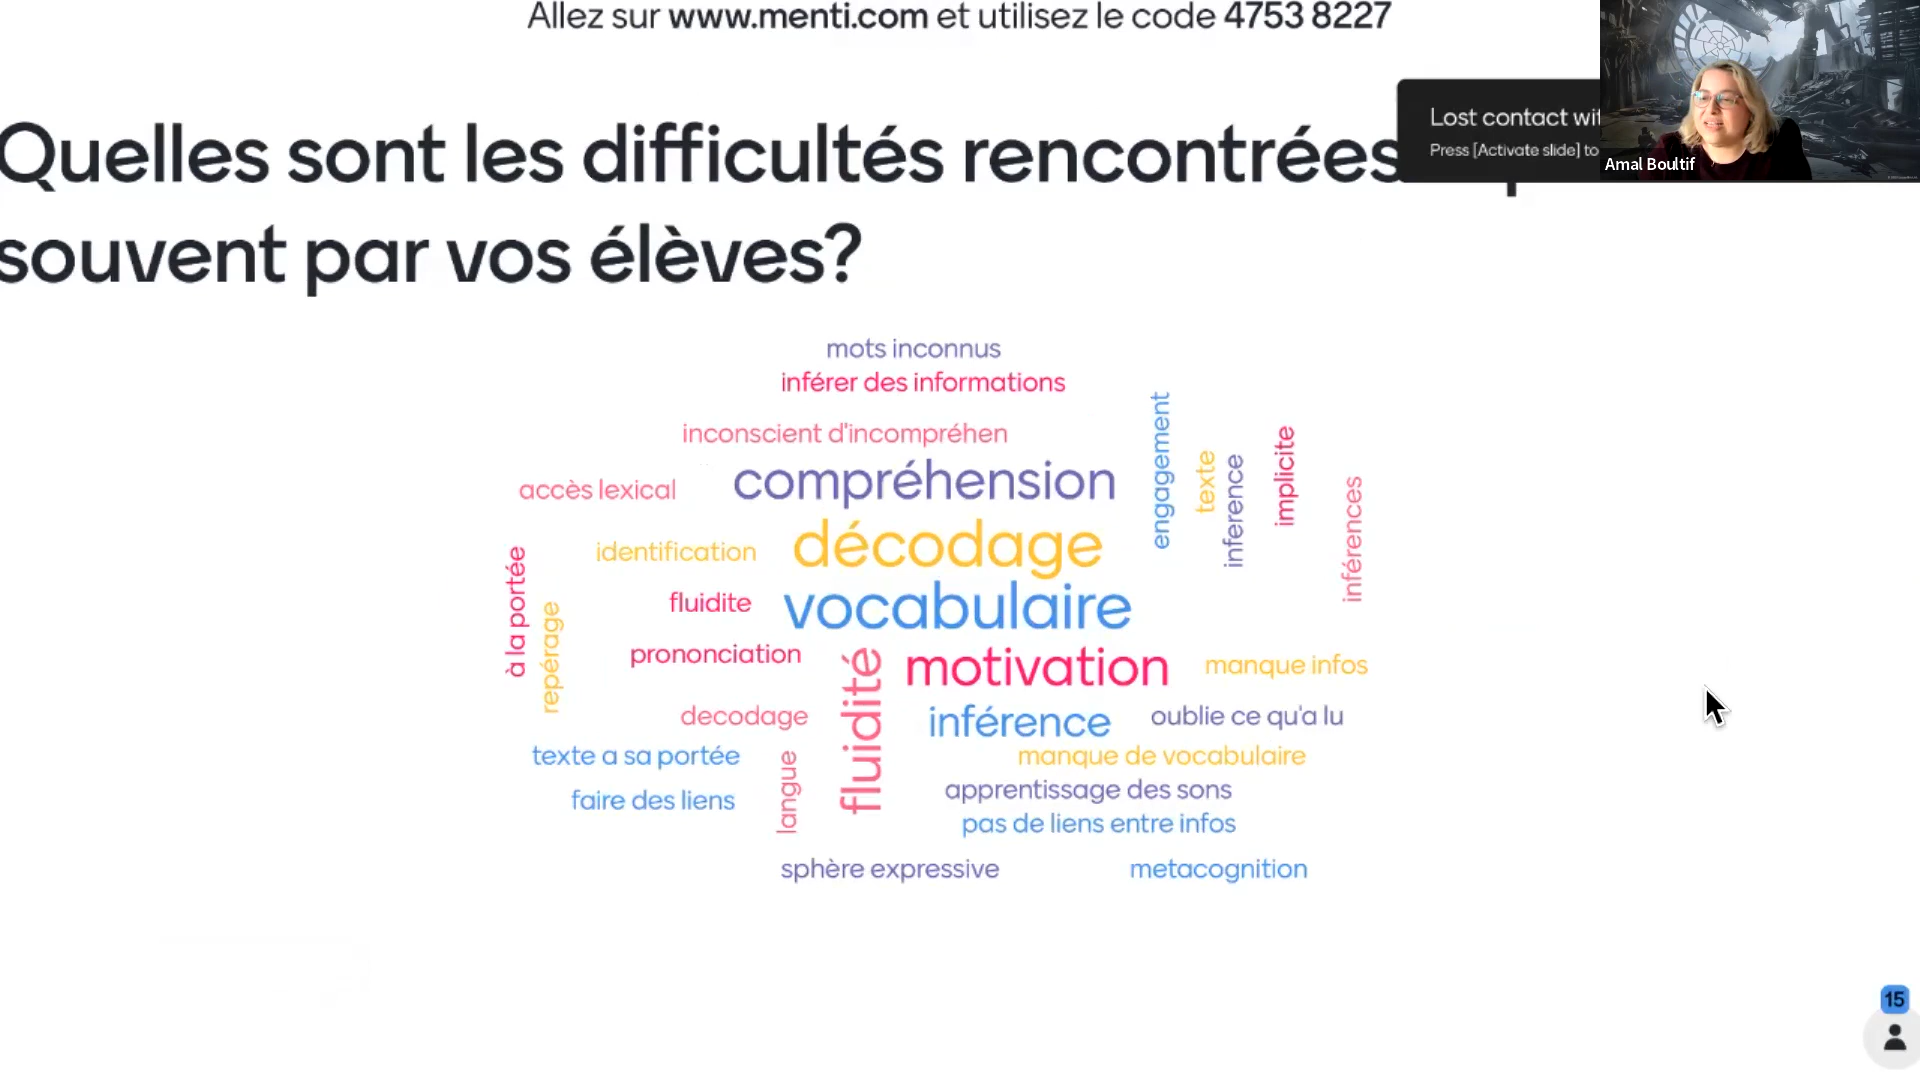 Allez sur www.menti.com et utilisez le code 4753 8227
Lost contact wit
Press [Activate slide] to
Amal Boultif
Quelles sont les difficultés rencontrées
souvent par vos élèves?
mots inconnus
inférer des informations
inconscient d'incompréhen
compréhension
accès lexical
engagement
texte
inference
implicite
inférences
décodage
identification
à la portée
repérage
fluidite
vocabulaire
prononciation
fluidité
motivation
manque infos
decodage
inférence
oublie ce qu'a lu
texte a sa portée
langue
manque de vocabulaire
faire des liens
apprentissage des sons
pas de liens entre infos
sphère expressive
metacognition
15